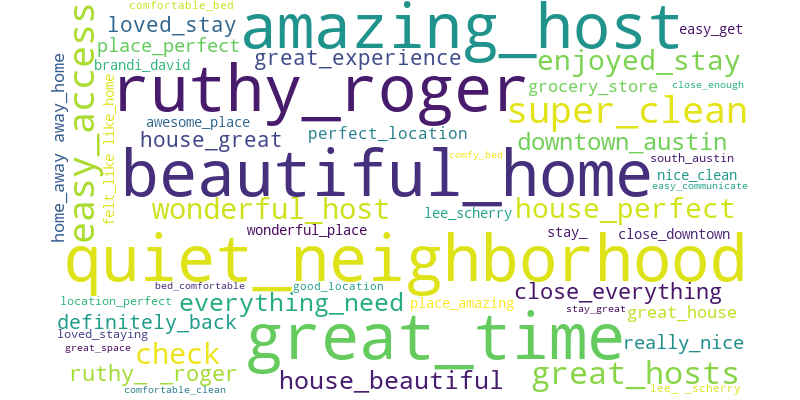 comfortable_bed
loved_stay
amazing_host
easy_get
place_perfect
great_experience
enjoyed_stay
brandi_david
easy_access
away_home
home_away
felt_like
like_home
ruthy_roger
grocery_store
close_enough
super_clean
awesome_place
house_great
perfect_location
downtown_austin
beautiful_home
comfy_bed
south_austin
nice_clean
easy_communicate
wonderful_host
lee_scherry
house_perfect
wonderful_place
stay_
close_downtown
quiet_neighborhood
bed_comfortable
good_location
close_everything
location_perfect
everything_need
place_amazing
stay_great
great_house
definitely_back
great_time
loved_staying
really_nice
great_space
check
ruthy_ _roger
house_beautiful
great_hosts
comfortable_clean
lee_ _scherry